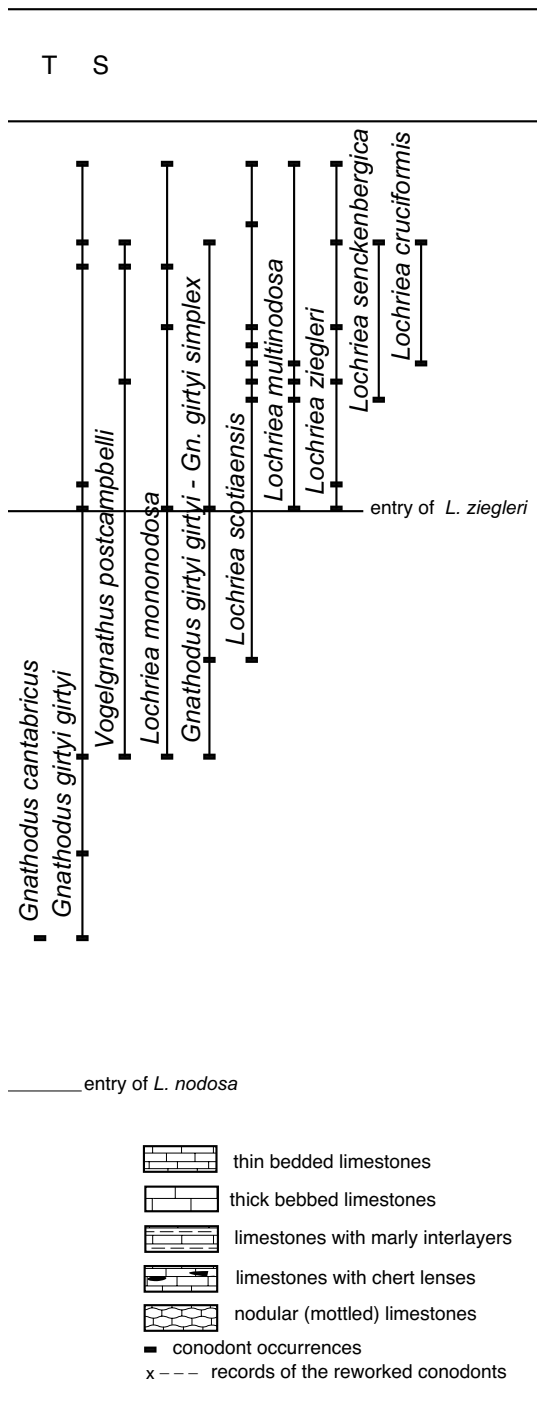 T S
Gnathodus cantabricus
Gnathodus girtyi girtyi
Vogelgnathus postcampbelli
Lochriea mononodosa
Gnathodus girtyi girtyi - Gn. girtyi simplex
Lochriea scotiaensis
Lochriea multinodosa
Lochriea ziegleri
Lochriea senckenbergica
Lochriea cruciformis
entry of L. ziegleri
entry of L. nodosa
thin bedded limestones
thick bebbed limestones
limestones with marly interlayers
limestones with chert lenses
nodular (mottled) limestones
conodont occurrences
x – – – records of the reworked conodonts